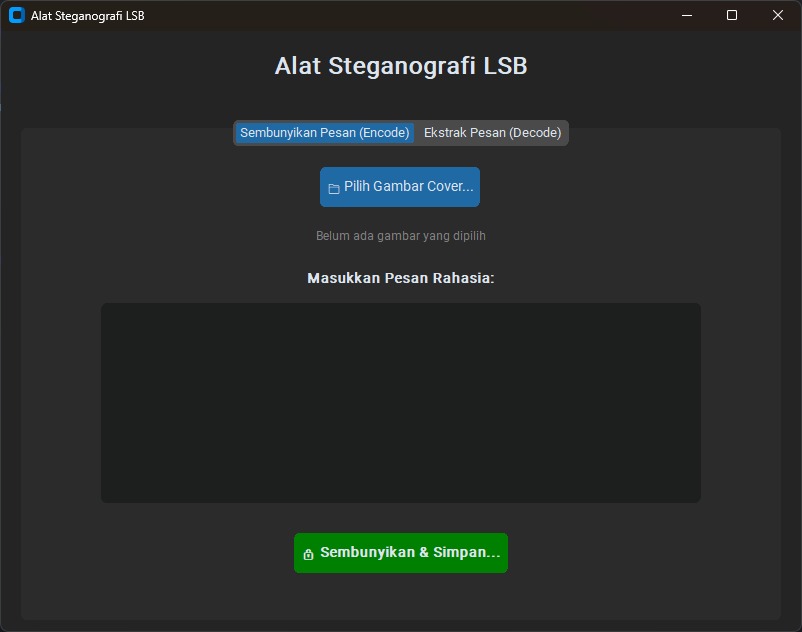 Alat Steganografi LSB
Alat Steganografi LSB
Sembunyikan Pesan (Encode) Ekstrak Pesan (Decode)
Pilih Gambar Cover...
Belum ada gambar yang dipilih
Masukkan Pesan Rahasia:
Sembunyikan & Simpan...